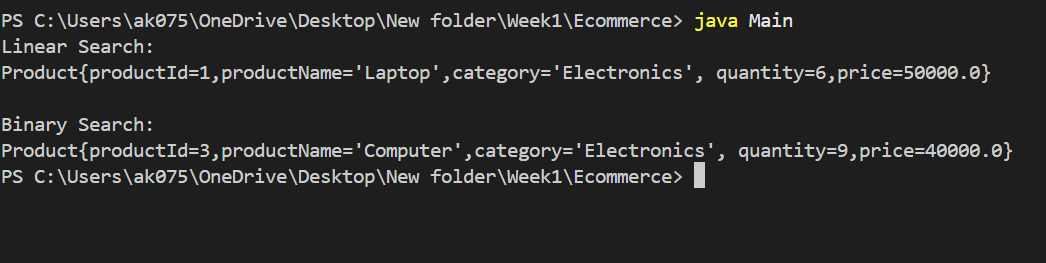 PS C:\Users\ak075\OneDrive\Desktop\New folder\Week1\Ecommerce> java Main
Linear Search:
Product{productId=1,productName='Laptop',category='Electronics', quantity=6,price=50000.0}
Binary Search:
Product{productId=3,productName='Computer',category='Electronics', quantity=9,price=40000.0}
PS C:\Users\ak075\OneDrive\Desktop\New folder\Week1\Ecommerce>